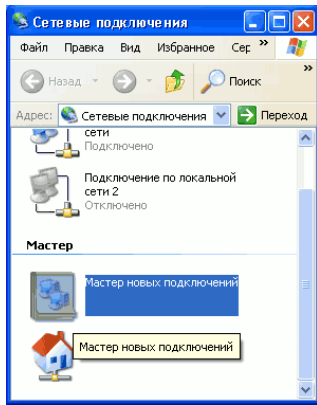 Сетевые подключения
Файл Правка Вид Избранное Сер »
Назад Поиск »
Адрес: Сетевые подключения Переход
сети
Подключено
Подключение по локальной
сети 2
Отключено
Мастер
Мастер новых подключений
Мастер новых подключений